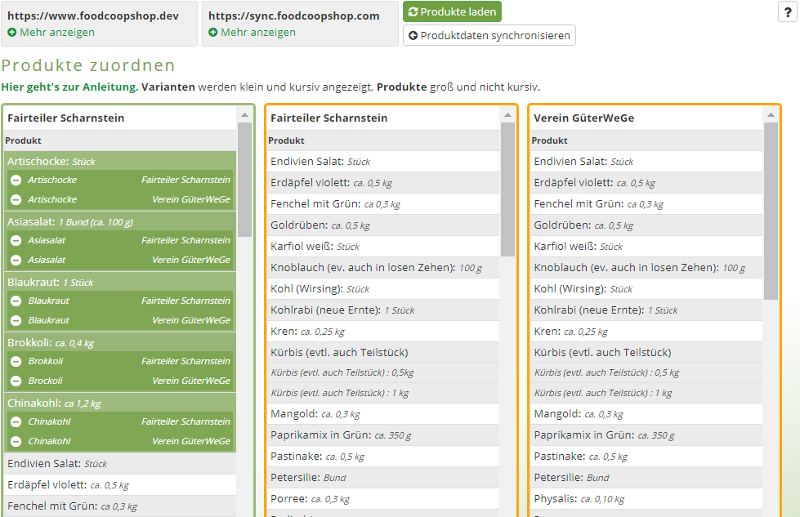 https://www.foodcoopshop.dev
Mehr anzeigen
https://sync.foodcoopshop.com
Mehr anzeigen
Produkte laden
Produktdaten synchronisieren
?
Produkte zuordnen
Hier geht's zur Anleitung. Varianten werden klein und kursiv angezeigt, Produkte groß und nicht kursiv.
Fairteiler Scharnstein
Produkt
Artischocke: Stück
Artischocke Fairteiler Scharnstein
Artischocke Verein GüterWeGe
Asiasalat: 1 Bund (ca. 100 g)
Asiasalat Fairteiler Scharnstein
Asiasalat Verein GüterWeGe
Blaukraut: 1 Stück
Blaukraut Fairteiler Scharnstein
Blaukraut Verein GüterWeGe
Brokkoli: ca. 0,4 kg
Brokkoli Fairteiler Scharnstein
Brockoli Verein GüterWeGe
Chinakohl: ca 1,2 kg
Chinakohl Fairteiler Scharnstein
Chinakohl Verein GüterWeGe
Endivien Salat: Stück
Erdäpfel violett: ca. 0,5 kg
Fenchel mit Grün: ca 0,3 kg
Fairteiler Scharnstein
Produkt
Endivien Salat: Stück
Erdäpfel violett: ca. 0,5 kg
Fenchel mit Grün: ca 0,3 kg
Goldrüben: ca. 0,5 kg
Karfiol weiß: Stück
Knoblauch (ev. auch in losen Zehen): 100 g
Kohl (Wirsing): Stück
Kohlrabi (neue Ernte): 1 Stück
Kren: ca. 0,25 kg
Kürbis (evtl. auch Teilstück)
Kürbis (evtl. auch Teilstück) : 0,5kg
Kürbis (evtl. auch Teilstück) : 1 kg
Mangold: ca. 0,3 kg
Paprikamix in Grün: ca. 350 g
Pastinake: ca. 0,5 kg
Petersilie: Bund
Porree: ca. 0,3 kg
Verein GüterWeGe
Produkt
Endivien Salat: Stück
Erdäpfel violett: ca. 0,5 kg
Fenchel mit Grün: ca 0,3 kg
Goldrüben: ca. 0,5 kg
Karfiol weiß: Stück
Knoblauch (ev. auch in losen Zehen): 100 g
Kohl (Wirsing): Stück
Kohlrabi (neue Ernte): 1 Stück
Kren: ca. 0,25 kg
Kürbis (evtl. auch Teilstück)
Kürbis (evtl. auch Teilstück) : 0,5 kg
Kürbis (evtl. auch Teilstück) : 1 kg
Mangold: ca. 0,3 kg
Paprikamix in Grün: ca. 350 g
Pastinake: ca. 0,5 kg
Petersilie: Bund
Physalis: ca. 0,10 kg